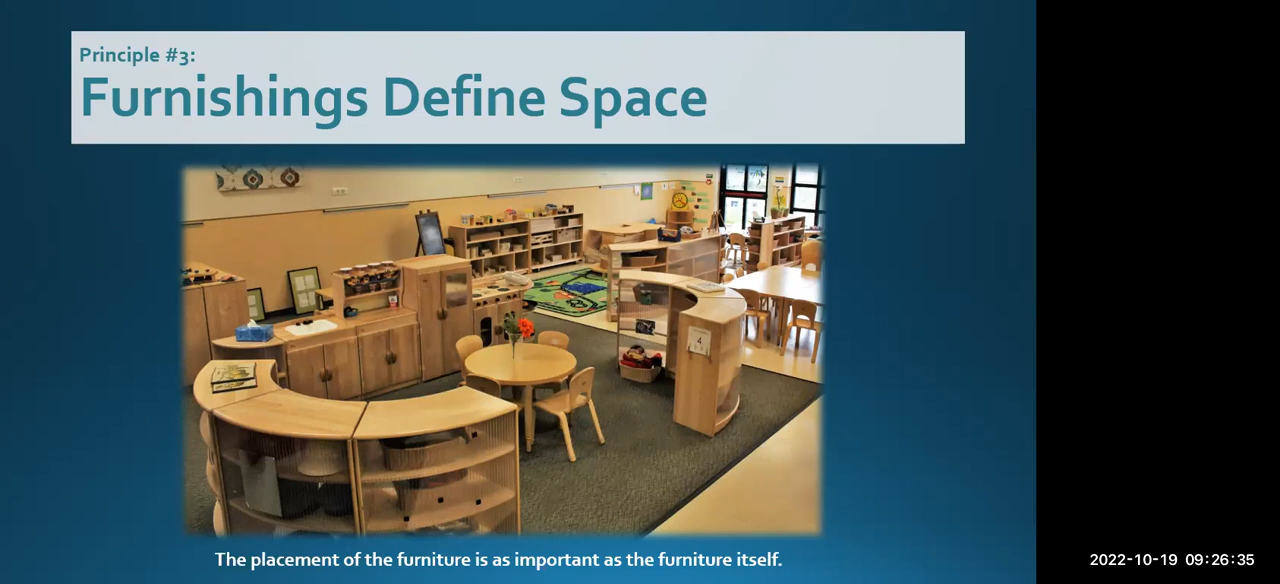 Principle #3:
Furnishings Define Space
4
The placement of the furniture is as important as the furniture itself.
2022-10-19 09:26:35